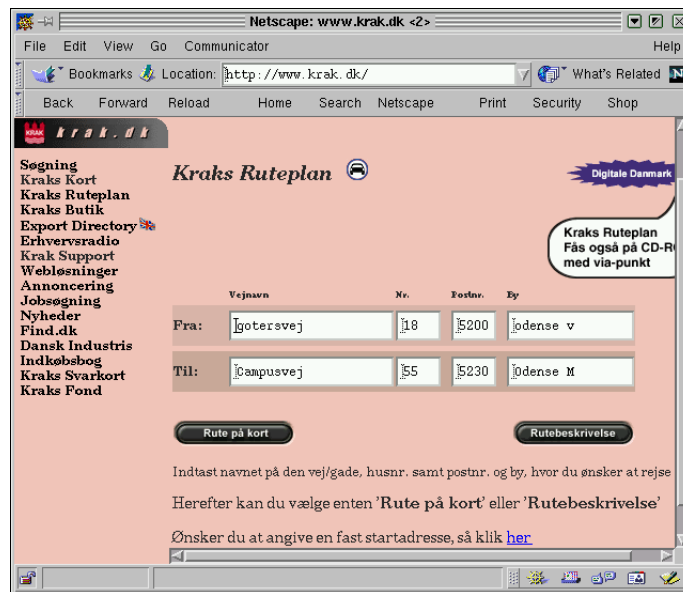 Netscape: www.krak.dk <2>
File Edit View Go Communicator Help
Bookmarks Location: http://www.krak.dk/ What's Related N
Back Forward Reload Home Search Netscape Print Security Shop
KRAK krak.dk
Søgning
Kraks Kort
Kraks Ruteplan
Kraks Butik
Export Directory
Erhvervsradio
Krak Support
Webløsninger
Annoncering
Jobsøgning
Nyheder
Find.dk
Dansk Industris
Indkøbsbog
Kraks Svarkort
Kraks Fond
Kraks Ruteplan
Digitale Danmark
Kraks Ruteplan
Fås også på CD-R
med via-punkt
Vejnavn Nr. Postnr. By
Fra: gotersvej 18 5200 odense v
Til: Campusvej 55 5230 Odense M
Rute på kort Rutebeskrivelse
Indtast navnet på den vej/gade, husnr. samt postnr. og by, hvor du ønsker at rejse
Herefter kan du vælge enten 'Rute på kort' eller 'Rutebeskrivelse'
Ønsker du at angive en fast startadresse, så klik her